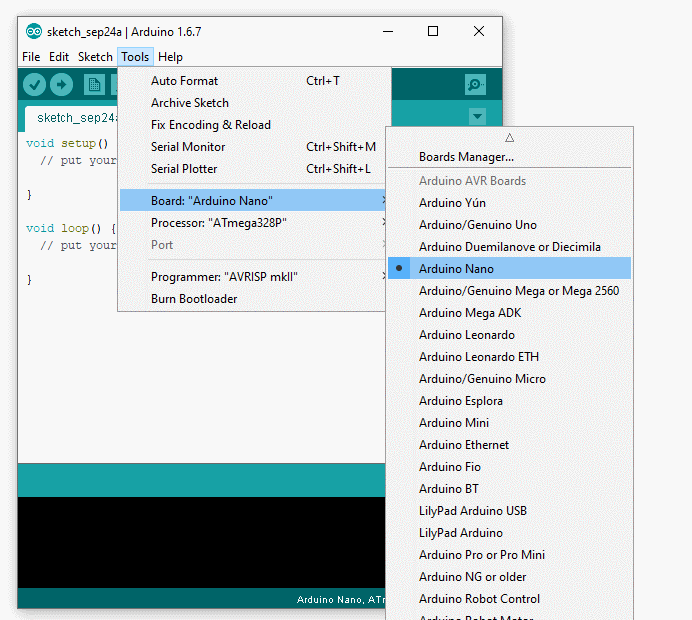 sketch_sep24a | Arduino 1.6.7
File Edit Sketch Tools Help
Auto Format Ctrl+T
Archive Sketch
Fix Encoding & Reload
Serial Monitor Ctrl+Shift+M
Serial Plotter Ctrl+Shift+L
Board: "Arduino Nano"
Processor: "ATmega328P"
Port
Programmer: "AVRISP mkII"
Burn Bootloader
sketch_sep24a
void setup()
// put your
}
void loop() {
// put your
}
Boards Manager...
Arduino AVR Boards
Arduino Yún
Arduino/Genuino Uno
Arduino Duemilanove or Diecimila
Arduino Nano
Arduino/Genuino Mega or Mega 2560
Arduino Mega ADK
Arduino Leonardo
Arduino Leonardo ETH
Arduino/Genuino Micro
Arduino Esplora
Arduino Mini
Arduino Ethernet
Arduino Fio
Arduino BT
LilyPad Arduino USB
LilyPad Arduino
Arduino Pro or Pro Mini
Arduino NG or older
Arduino Robot Control
Arduino Robot Motor
Arduino Nano, ATm